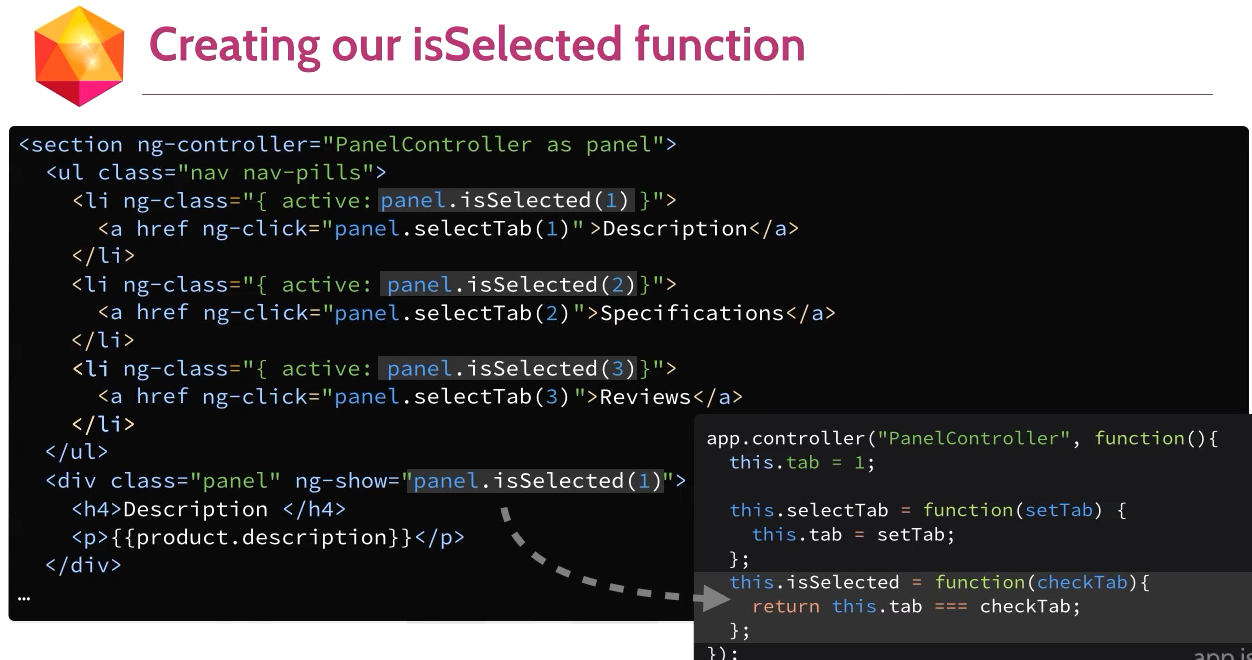 Creating our isSelected function
<section ng-controller="PanelController as panel">
<ul class="nav nav-pills">
<li ng-class="{ active: panel.isSelected(1) }">
<a href ng-click="panel.selectTab(1)" >Description</a>
</li>
<li ng-class="{ active: panel.isSelected(2)}">
<a href ng-click="panel.selectTab(2)">Specifications</a>
</li>
<li ng-class="{ active: panel.isSelected(3)}">
<a href ng-click="panel.selectTab(3)">Reviews</a>
</li>
</ul>
<div class="panel" ng-show="panel.isSelected(1)">
<h4>Description </h4>
<p>{{product.description}}</p>
</div>
…
app.controller("PanelController", function(){
this.tab = 1;
this.selectTab = function(setTab) {
this.tab = setTab;
};
this.isSelected = function(checkTab){
return this.tab === checkTab;
};
});